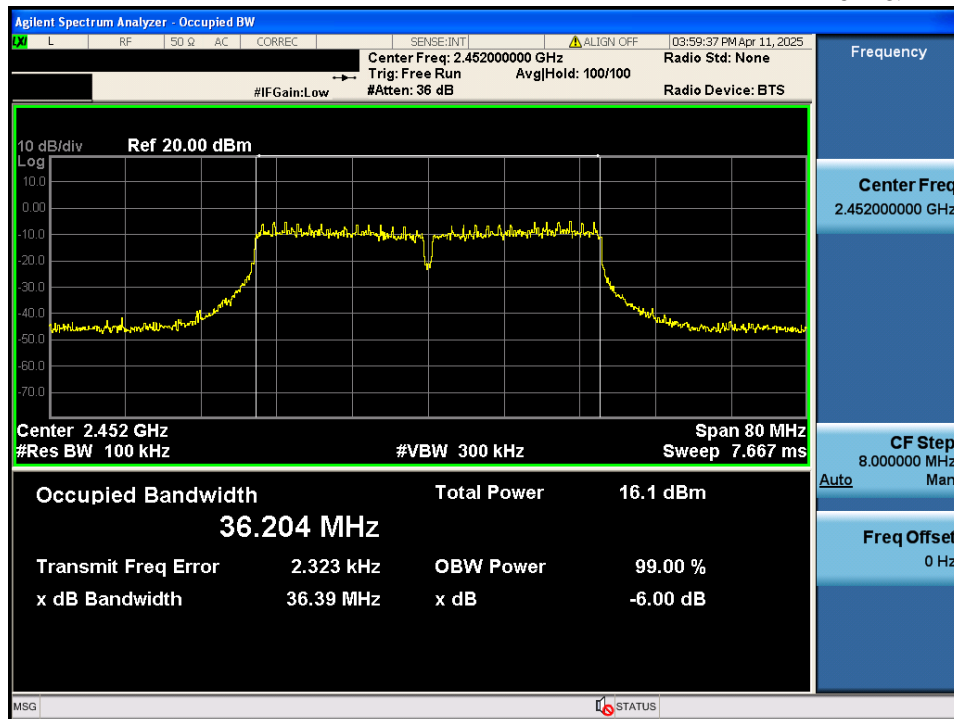 Agilent Spectrum Analyzer - Occupied BW
LXI L RF 50 Ω AC CORREC SENSE:INT ALIGN OFF 03:59:37 PM Apr 11, 2025
Center Freq: 2.452000000 GHz Radio Std: None
Trig: Free Run Avg|Hold: 100/100
#IFGain:Low #Atten: 36 dB Radio Device: BTS
Frequency
10 dB/div Ref 20.00 dBm
Log
10.0
0.00
-10.0
-20.0
-30.0
-40.0
-50.0
-60.0
-70.0
Center 2.452 GHz Span 80 MHz
#Res BW 100 kHz #VBW 300 kHz Sweep 7.667 ms
Occupied Bandwidth Total Power 16.1 dBm
36.204 MHz
Transmit Freq Error 2.323 kHz OBW Power 99.00 %
x dB Bandwidth 36.39 MHz x dB -6.00 dB
Center Freq
2.452000000 GHz
CF Step
8.000000 MHz
Auto Man
Freq Offset
0 Hz
MSG STATUS